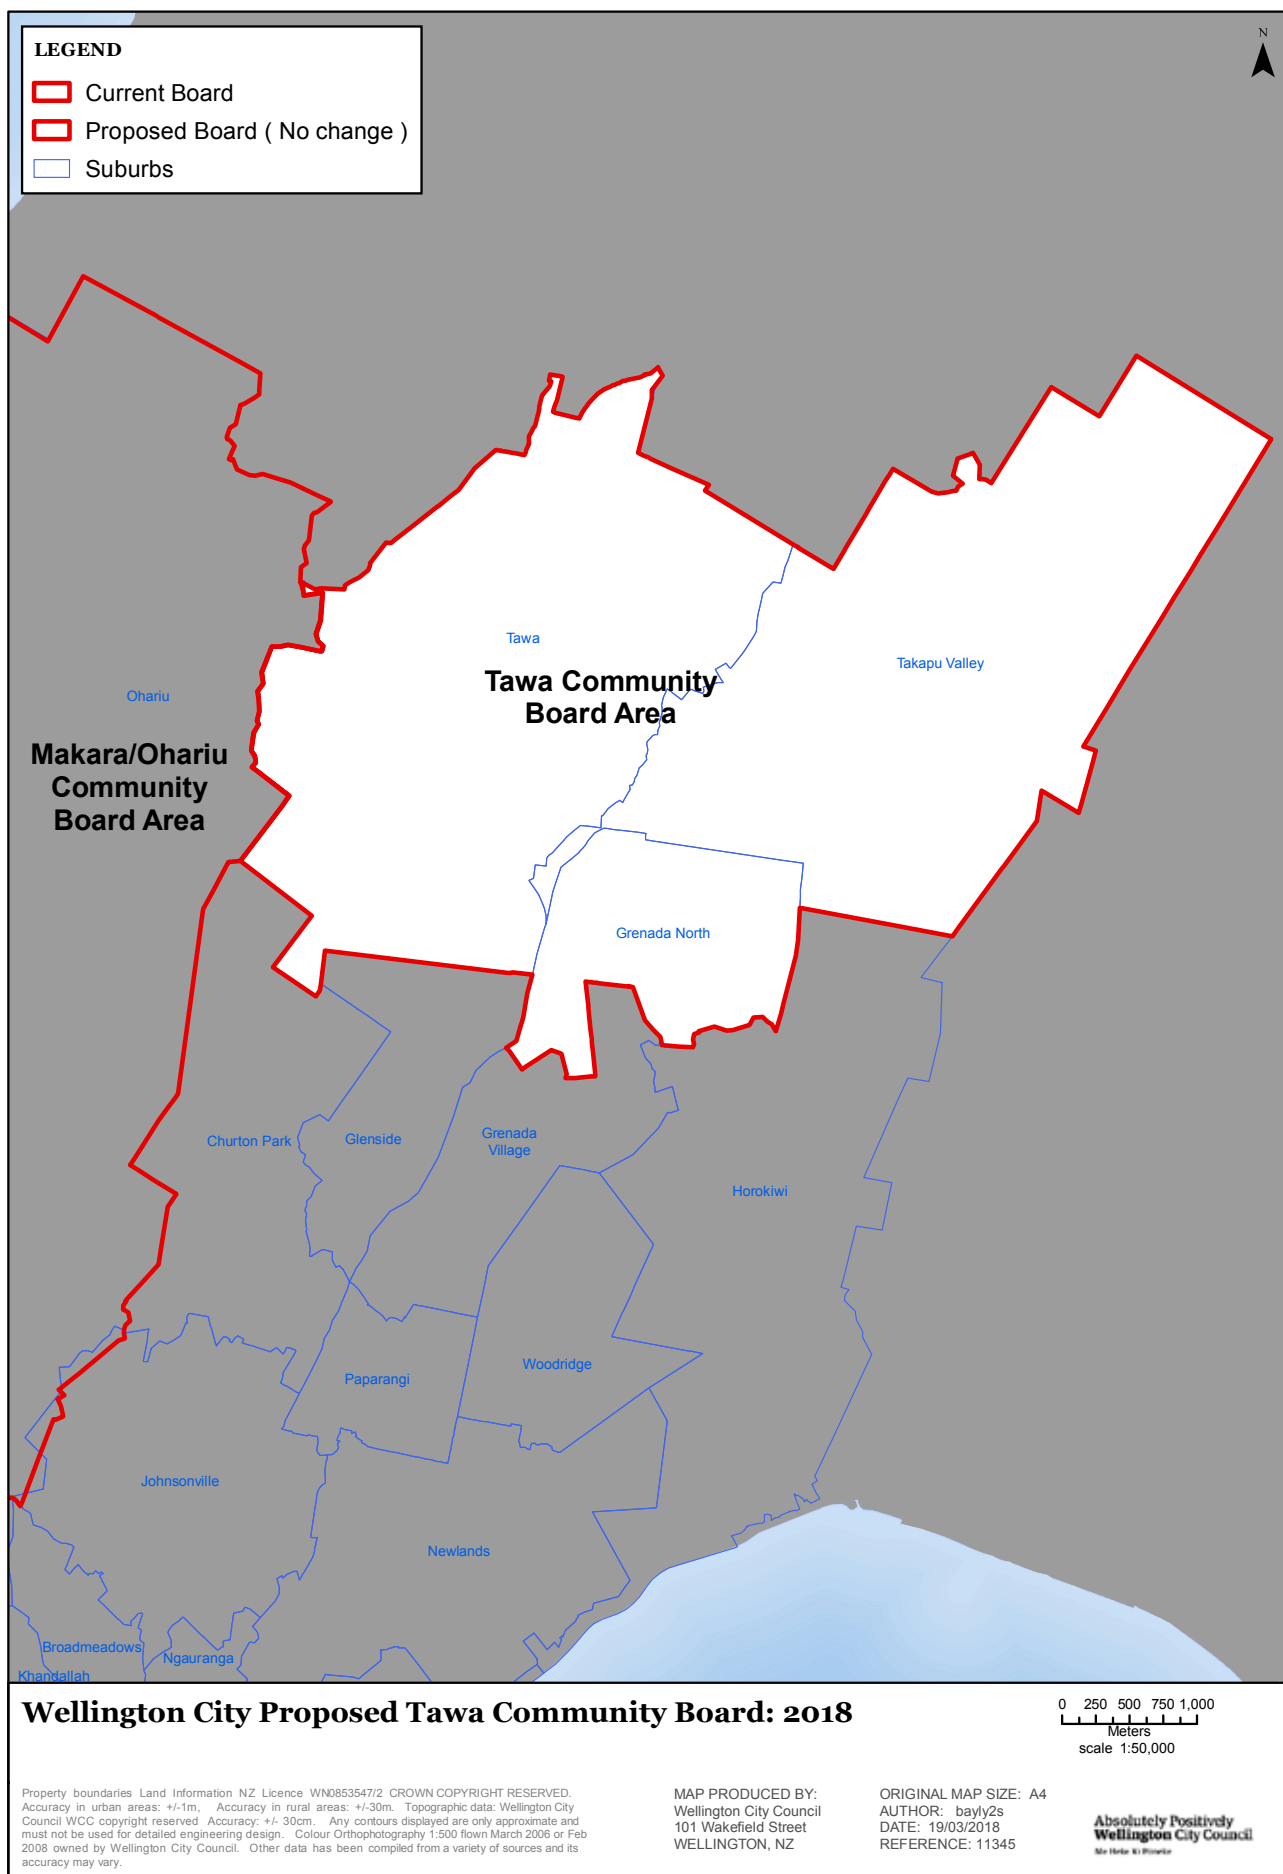 LEGEND
Current Board
Proposed Board ( No change )
Suburbs
N
Tawa
Takapu Valley
Tawa Community
Board Area
Ohariu
Makara/Ohariu
Community
Board Area
Grenada North
Churton Park
Glenside
Grenada
Village
Horokiwi
Woodridge
Paparangi
Johnsonville
Newlands
Broadmeadows
Ngauranga
Khandallah
Wellington City Proposed Tawa Community Board: 2018
0 250 500 750 1,000
Meters
scale 1:50,000
Property boundaries Land Information NZ Licence WN0853547/2 CROWN COPYRIGHT RESERVED.
Accuracy in urban areas: +/-1m, Accuracy in rural areas: +/-30m. Topographic data: Wellington City
Council WCC copyright reserved Accuracy: +/- 30cm. Any contours displayed are only approximate and
must not be used for detailed engineering design. Colour Orthophotography 1:500 flown March 2006 or Feb
2008 owned by Wellington City Council. Other data has been compiled from a variety of sources and its
accuracy may vary.
MAP PRODUCED BY:
Wellington City Council
101 Wakefield Street
WELLINGTON, NZ
ORIGINAL MAP SIZE: A4
AUTHOR: bayly2s
DATE: 19/03/2018
REFERENCE: 11345
Absolutely Positively
Wellington City Council
Me Heke Ki Pōneke